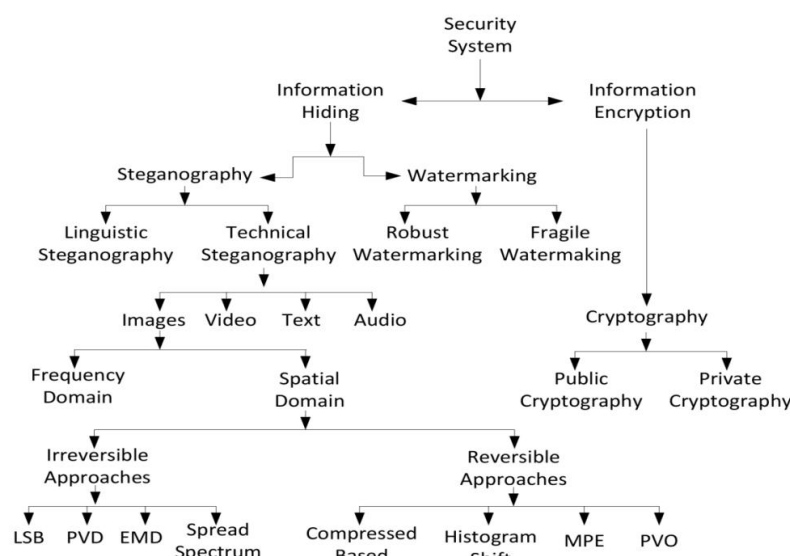 Security
System
Information
Hiding
Information
Encryption
Steganography
Watermarking
Linguistic
Steganography
Technical
Steganography
Robust
Watermarking
Fragile
Watermaking
Images
Video
Text
Audio
Cryptography
Frequency
Domain
Spatial
Domain
Public
Cryptography
Private
Cryptography
Irreversible
Approaches
Reversible
Approaches
LSB
PVD
EMD
Spread
Spectrum
Compressed
Based
Histogram
Shift
MPE
PVO